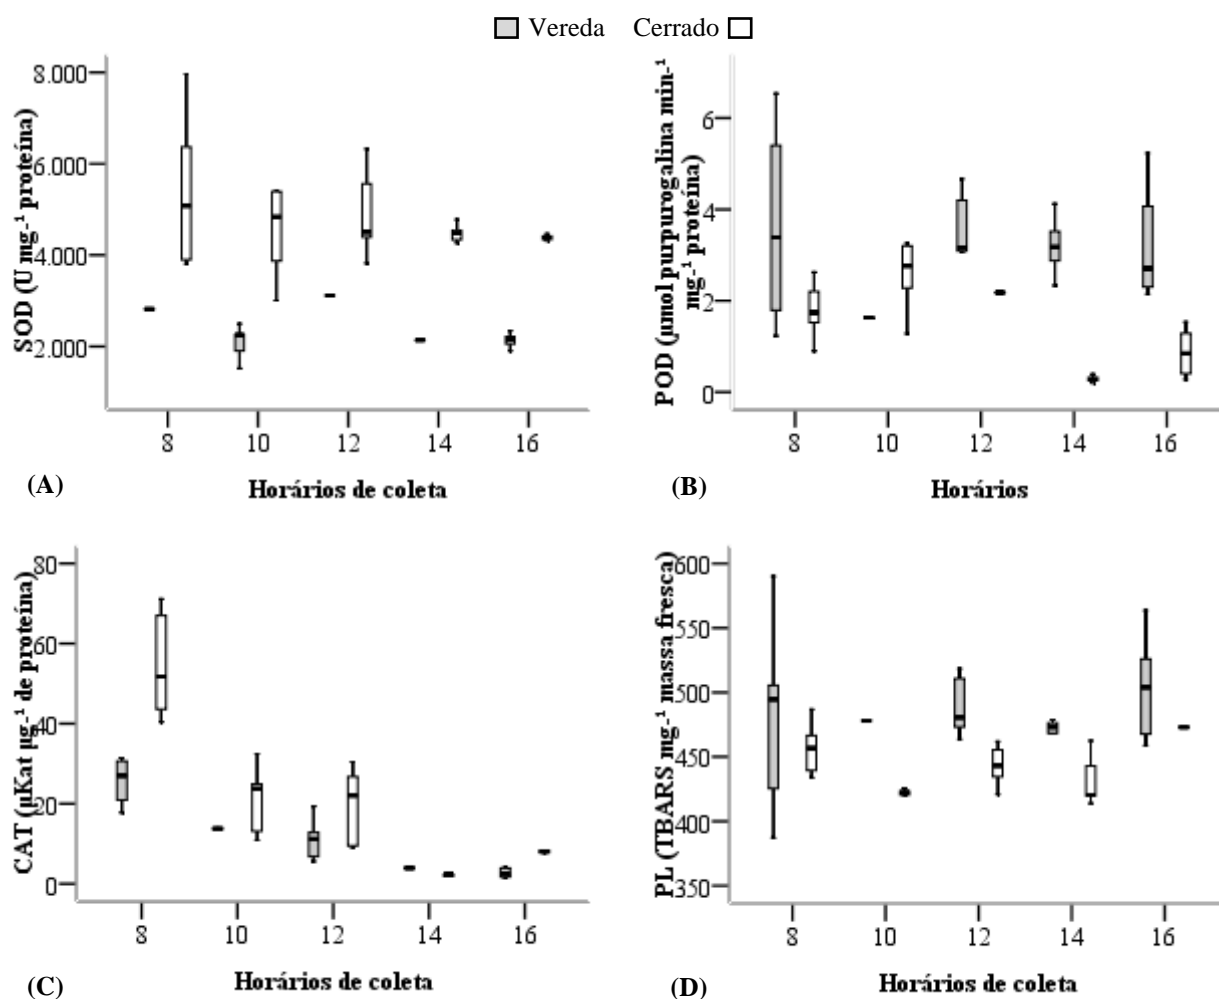 Vereda Cerrado
SOD (U mg-¹ proteína)
8.000
6.000
4.000
2.000
8 10 12 14 16
(A) Horários de coleta
POD (µmol purpurogalina min-¹
mg-¹ proteína)
6
4
2
0
8 10 12 14 16
(B) Horários
CAT (µKat µg-¹ de proteína)
80
60
40
20
0
8 10 12 14 16
(C) Horários de coleta
PL (TBARS mg-¹ massa fresca)
600
550
500
450
400
350
8 10 12 14 16
(D) Horários de coleta